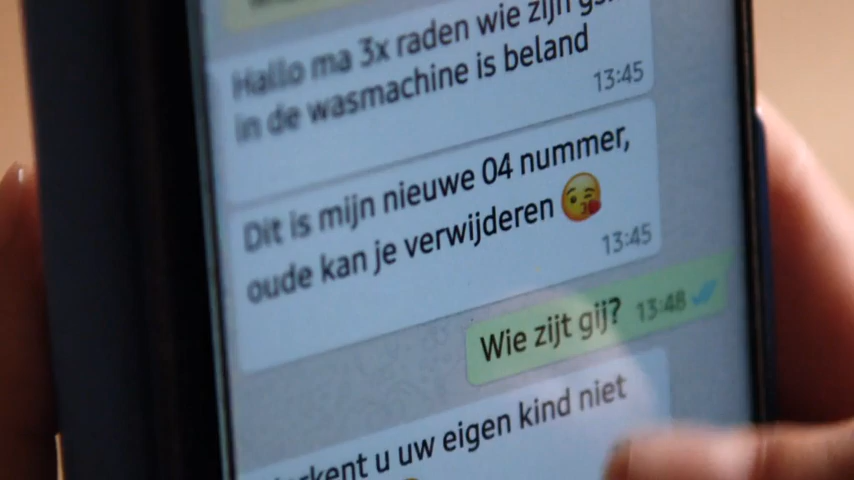 Hallo ma 3x raden wie zijn
in de wasmachine is beland
13:45
Dit is mijn nieuwe 04 nummer,
oude kan je verwijderen 😘
13:45
Wie zijt gij? 13:48
u uw eigen kind niet